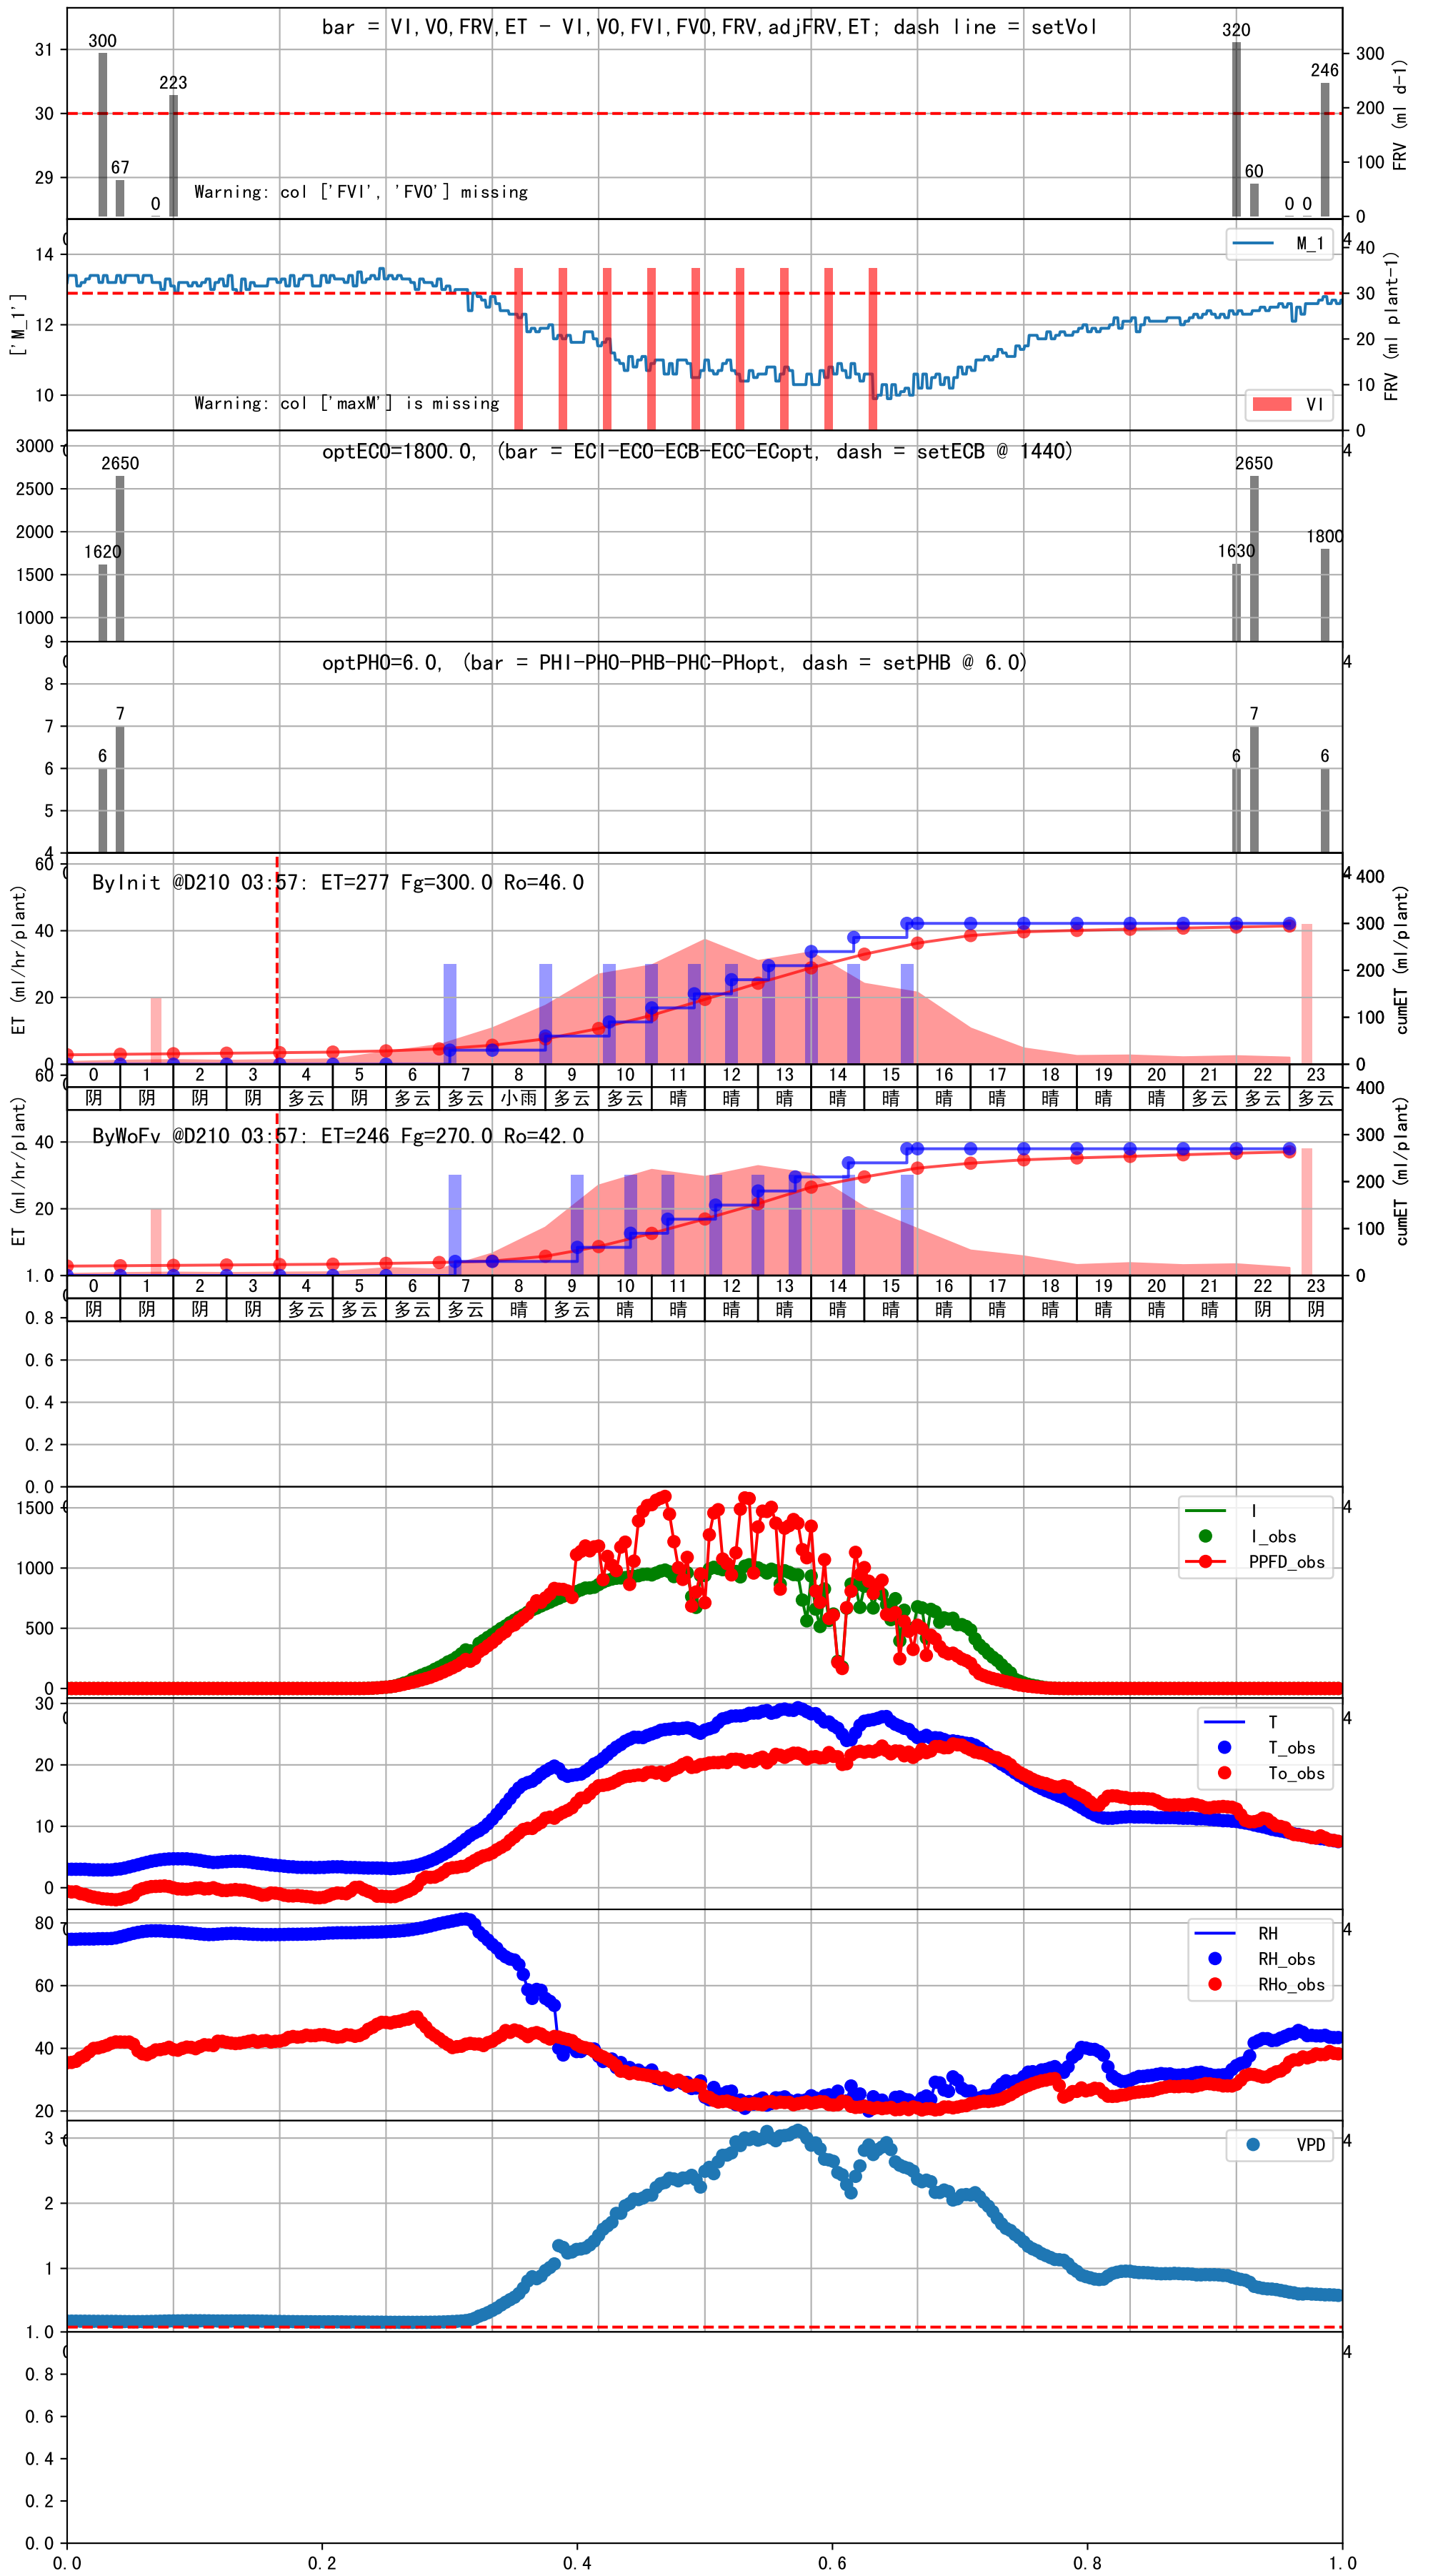 bar = VI,VO,FRV,ET - VI,VO,FVI,FVO,FRV,adjFRV,ET; dash line = setVol
300
67
0
223
320
60
0
0
246
31
30
29
300
200
100
0
FRV (ml d-1)
Warning: col ['FVI', 'FVO'] missing
M_1
14
12
10
['M_1']
40
30
20
10
0
FRV (ml plant-1)
Warning: col ['maxM'] is missing
VI
optECO=1800.0, (bar = ECI-ECO-ECB-ECC-ECopt, dash = setECB @ 1440)
3000
2500
2000
1500
1000
1620
2650
1630
2650
1800
optPHO=6.0, (bar = PHI-PHO-PHB-PHC-PHopt, dash = setPHB @ 6.0)
9
8
7
6
5
4
6
7
6
7
6
ByInit @D210 03:57: ET=277 Fg=300.0 Ro=46.0
60
40
20
0
ET (ml/hr/plant)
400
300
200
100
0
cumET (ml/plant)
0 1 2 3 4 5 6 7 8 9 10 11 12 13 14 15 16 17 18 19 20 21 22 23
阴 阴 阴 阴 多云 阴 多云 多云 小雨 多云 多云 晴 晴 晴 晴 晴 晴 晴 晴 晴 晴 多云 多云 多云
ByWoFv @D210 03:57: ET=246 Fg=270.0 Ro=42.0
60
40
20
ET (ml/hr/plant)
400
300
200
100
0
cumET (ml/plant)
0 1 2 3 4 5 6 7 8 9 10 11 12 13 14 15 16 17 18 19 20 21 22 23
阴 阴 阴 阴 多云 多云 多云 多云 晴 多云 晴 晴 晴 晴 晴 晴 晴 晴 晴 晴 晴 多云 阴 阴
1.0
0.8
0.6
0.4
0.2
0.0
1500
1000
500
0
I
I_obs
PPFD_obs
30
20
10
0
T
T_obs
To_obs
80
60
40
20
RH
RH_obs
RHo_obs
3
2
1
VPD
1.0
0.8
0.6
0.4
0.2
0.0
0.0 0.2 0.4 0.6 0.8 1.0